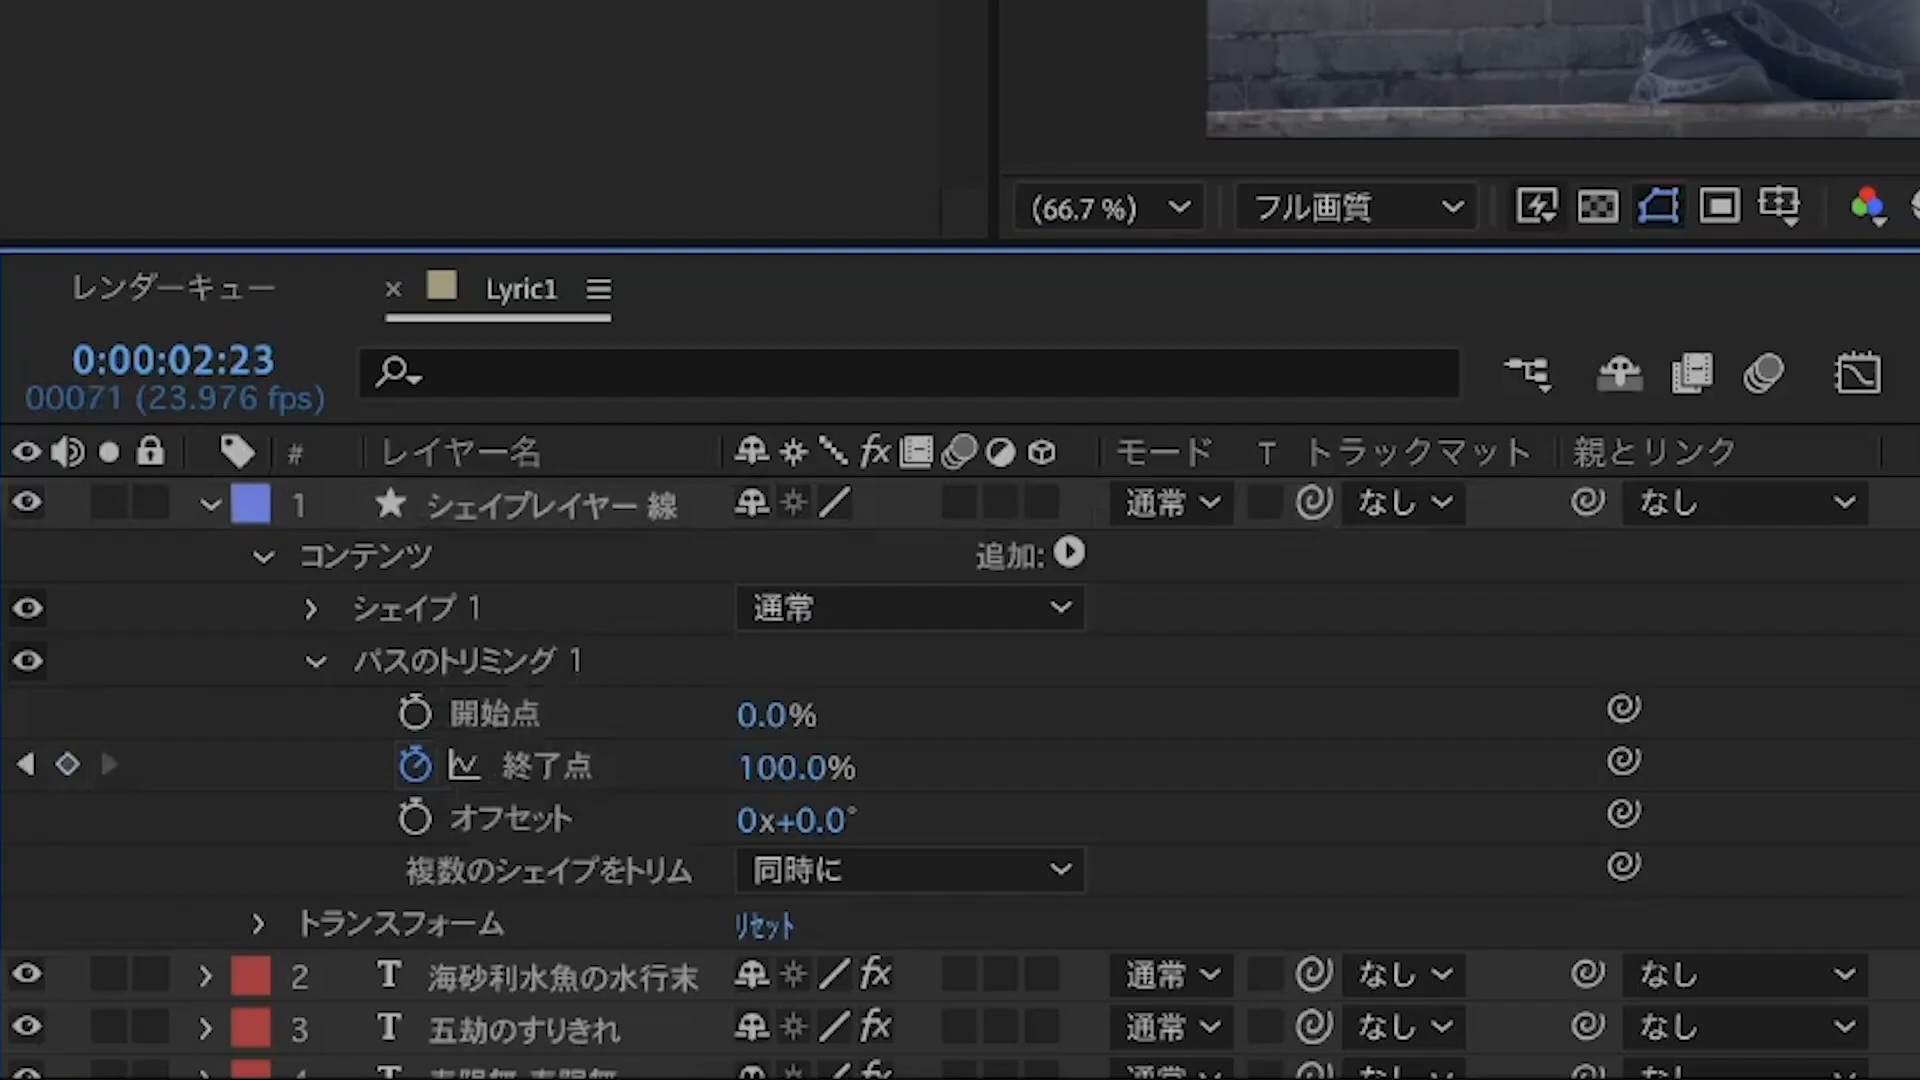 (66.7 %) フル画質
レンダーキュー × Lyric1
0:00:02:23
00071 (23.976 fps)
# レイヤー名 fx モード T トラックマット 親とリンク
1 シェイプレイヤー 線 通常 なし なし
コンテンツ 追加:
シェイプ 1 通常
パスのトリミング 1
開始点 0.0%
終了点 100.0%
オフセット 0x+0.0°
複数のシェイプをトリム 同時に
トランスフォーム リセット
2 T 海砂利水魚の水行末 fx 通常 なし なし
3 T 五劫のすりきれ fx 通常 なし なし